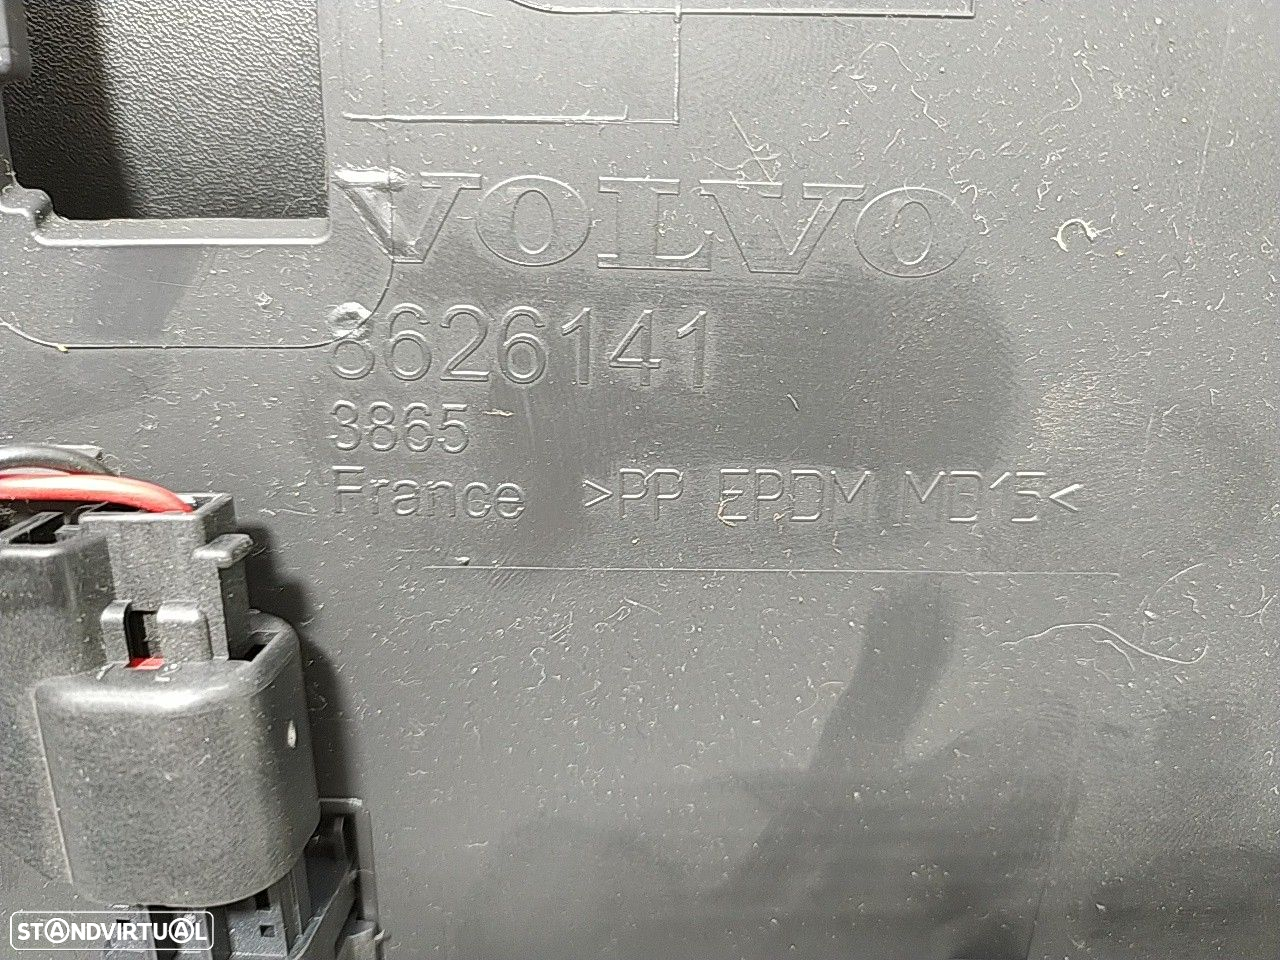 VOLVO
8626141
3865
France >PP EPDM MD15<
STANDVIRTUAL